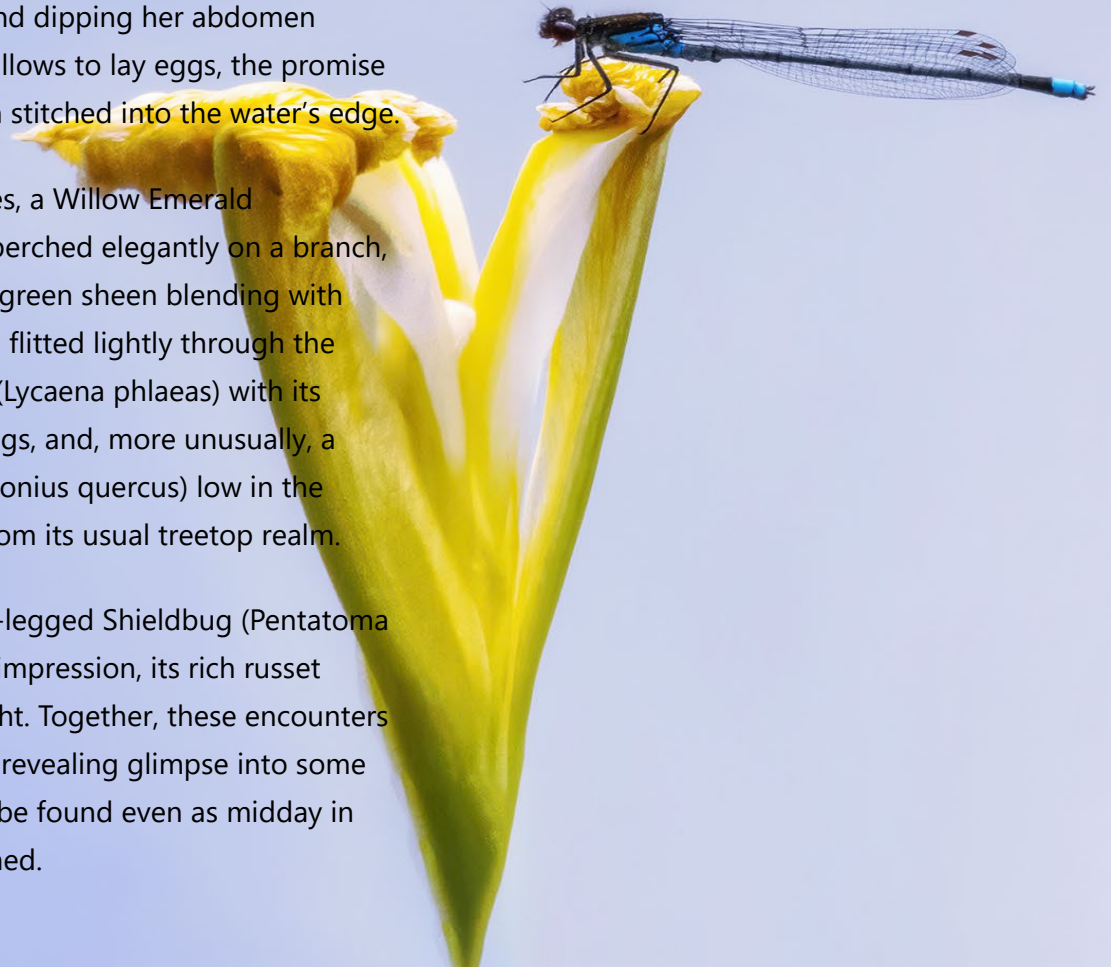 nd dipping her abdomen
llows to lay eggs, the promise
stitched into the water’s edge.
es, a Willow Emerald
perched elegantly on a branch,
green sheen blending with
flitted lightly through the
(Lycaena phlaeas) with its
gs, and, more unusually, a
onius quercus) low in the
om its usual treetop realm.
-legged Shieldbug (Pentatoma
impression, its rich russet
ht. Together, these encounters
revealing glimpse into some
be found even as midday in
ned.